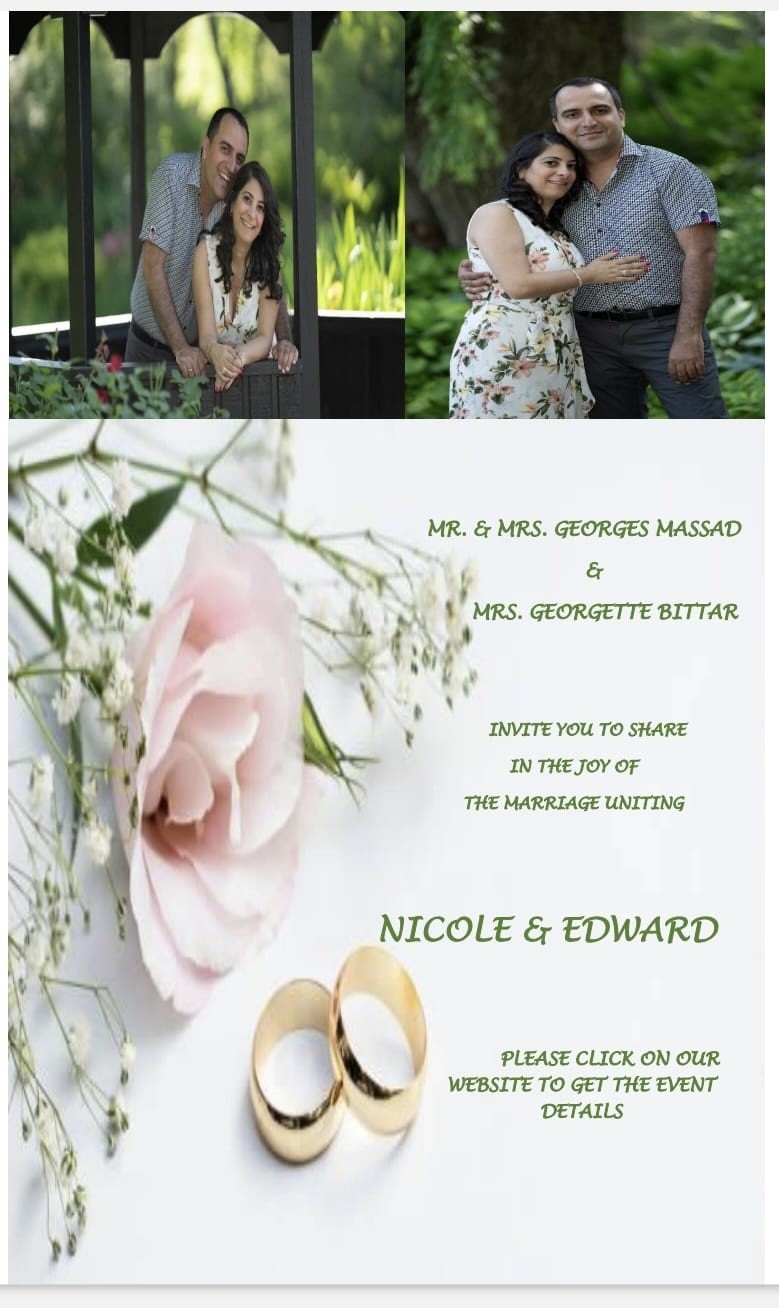 MR. & MRS. GEORGES MASSAD
&
MRS. GEORGETTE BITTAR
INVITE YOU TO SHARE
IN THE JOY OF
THE MARRIAGE UNITING
NICOLE & EDWARD
PLEASE CLICK ON OUR
WEBSITE TO GET THE EVENT
DETAILS